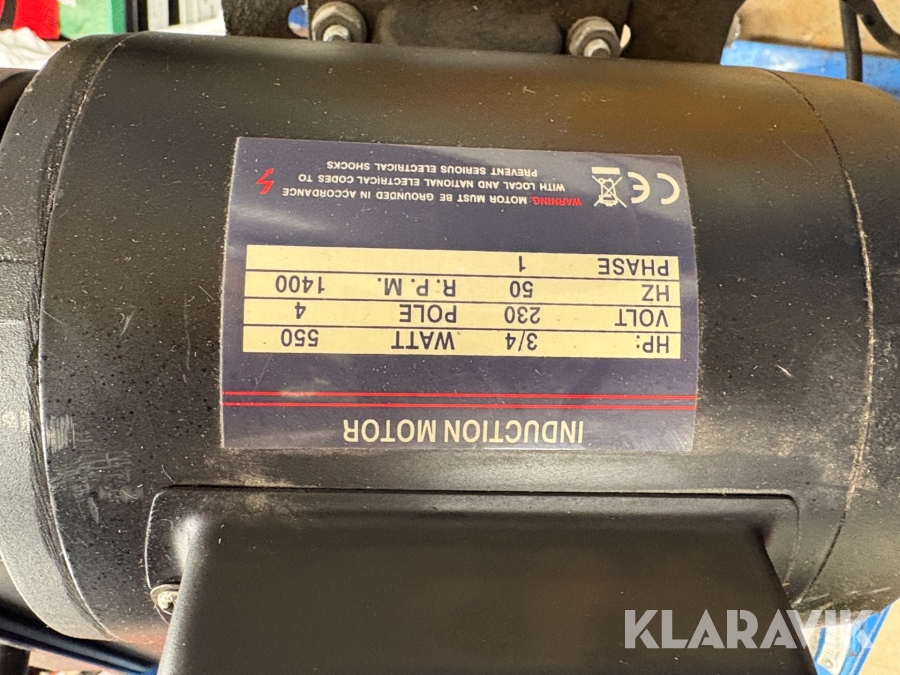 INDUCTION MOTOR
HP: 3/4 WATT 550
VOLT 230 POLE 4
HZ 50 R.P.M. 1400
PHASE 1
CE
WARNING: MOTOR MUST BE GROUNDED IN ACCORDANCE
WITH LOCAL AND NATIONAL ELECTRICAL CODES TO
PREVENT SERIOUS ELECTRICAL SHOCKS
KLARAVIK